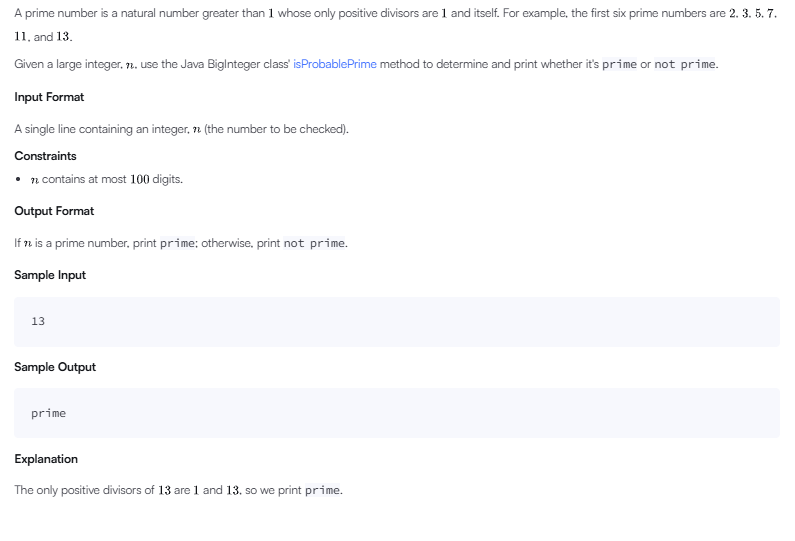 A prime number is a natural number greater than 1 whose only positive divisors are 1 and itself. For example, the first six prime numbers are 2, 3, 5, 7,
11, and 13.
Given a large integer, n, use the Java BigInteger class' isProbablePrime method to determine and print whether it's prime or not prime.
Input Format
A single line containing an integer, n (the number to be checked).
Constraints
• n contains at most 100 digits.
Output Format
If n is a prime number, print prime; otherwise, print not prime.
Sample Input
13
Sample Output
prime
Explanation
The only positive divisors of 13 are 1 and 13, so we print prime.